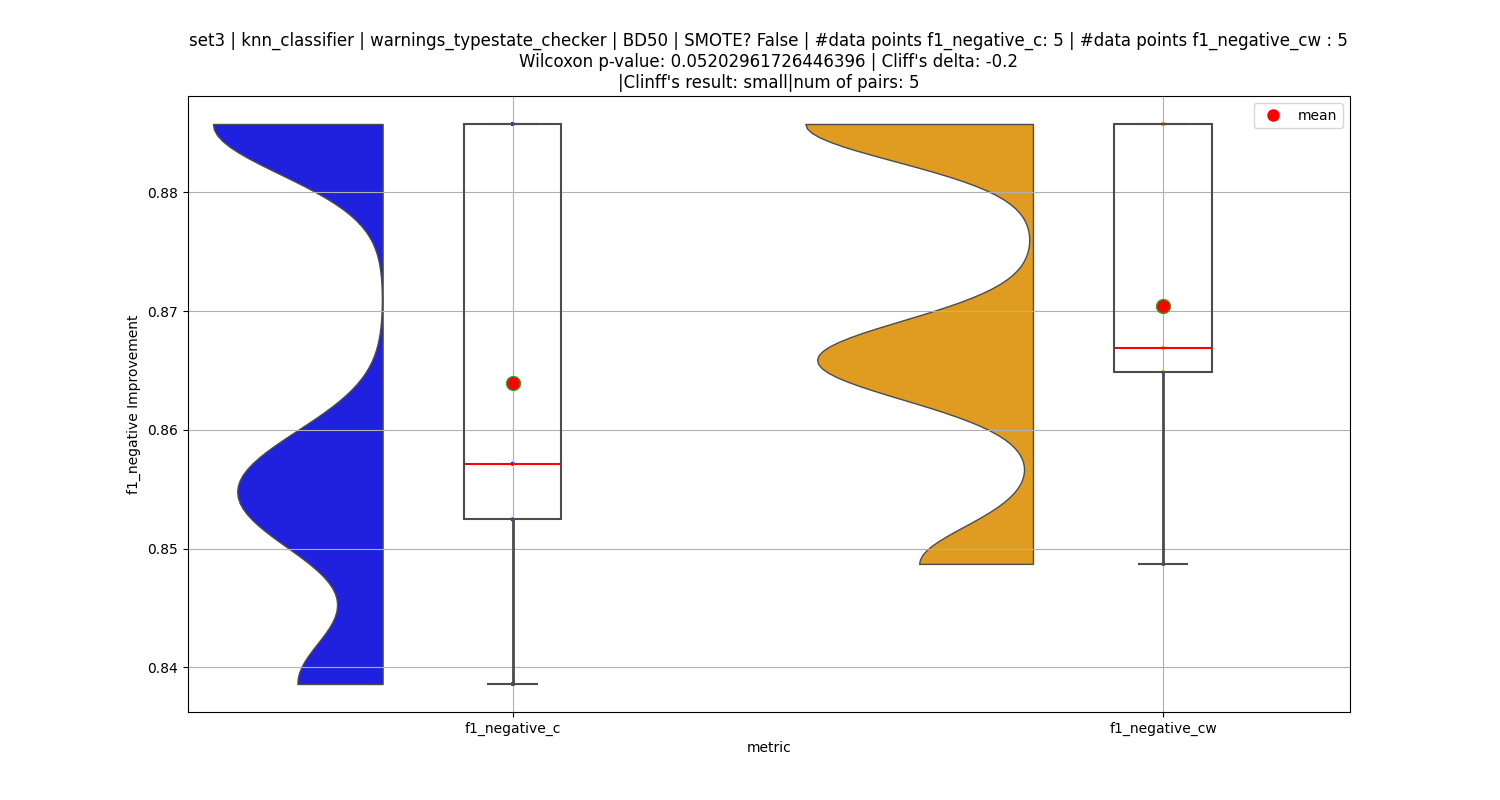 set3 | knn_classifier | warnings_typestate_checker | BD50 | SMOTE? False | #data points f1_negative_c: 5 | #data points f1_negative_cw : 5
Wilcoxon p-value: 0.05202961726446396 | Cliff's delta: -0.2
|Clinff's result: small|num of pairs: 5
mean
0.88
0.87
0.86
0.85
0.84
f1_negative Improvement
f1_negative_c
f1_negative_cw
metric